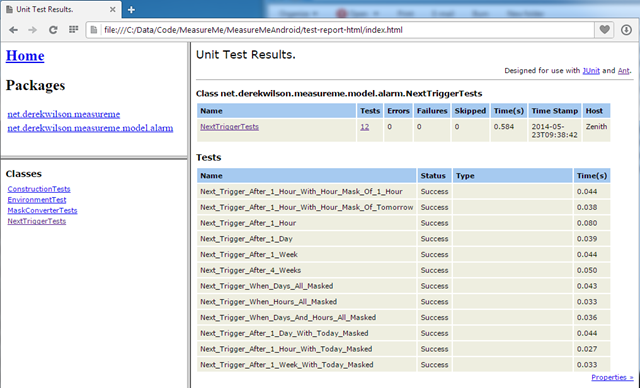 Unit Test Results.
file:///C:/Data/Code/MeasureMe/MeasureMeAndroid/test-report-html/index.html
Home
Packages
net.derekwilson.measureme
net.derekwilson.measureme.model.alarm
Classes
ConstructionTests
EnvironmentTest
MaskConverterTests
NextTriggerTests
Unit Test Results.
Designed for use with JUnit and Ant.
Class net.derekwilson.measureme.model.alarm.NextTriggerTests
Name Tests Errors Failures Skipped Time(s) Time Stamp Host
NextTriggerTests 12 0 0 0 0.584 2014-05-23T09:38:42 Zenith
Tests
Name Status Type Time(s)
Next_Trigger_After_1_Hour_With_Hour_Mask_Of_1_Hour Success 0.044
Next_Trigger_After_1_Hour_With_Hour_Mask_Of_Tomorrow Success 0.038
Next_Trigger_After_1_Hour Success 0.080
Next_Trigger_After_1_Day Success 0.039
Next_Trigger_After_1_Week Success 0.044
Next_Trigger_After_4_Weeks Success 0.050
Next_Trigger_When_Days_All_Masked Success 0.043
Next_Trigger_When_Hours_All_Masked Success 0.033
Next_Trigger_When_Days_And_Hours_All_Masked Success 0.036
Next_Trigger_After_1_Day_With_Today_Masked Success 0.044
Next_Trigger_After_1_Hour_With_Today_Masked Success 0.027
Next_Trigger_After_1_Week_With_Today_Masked Success 0.033
Properties »